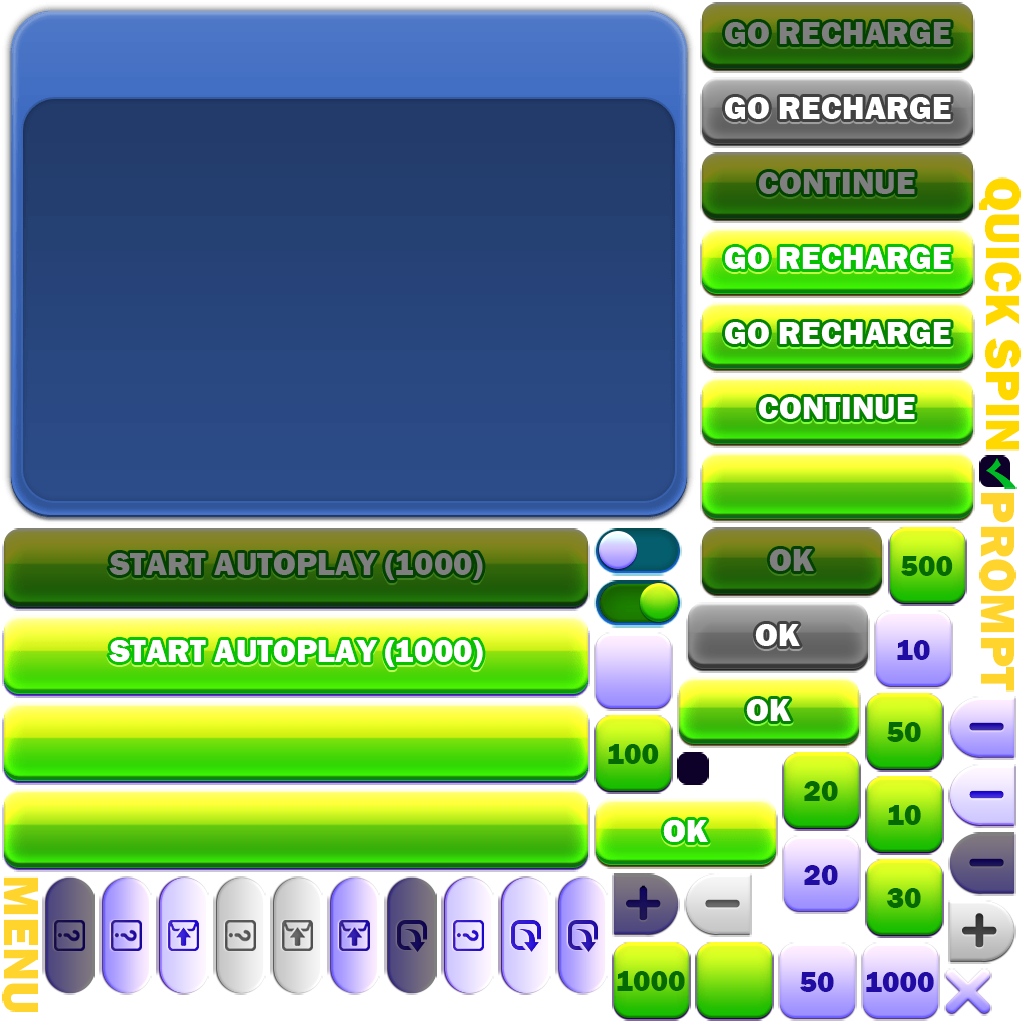 GO RECHARGE
GO RECHARGE
CONTINUE
GO RECHARGE
GO RECHARGE
CONTINUE
QUICK SPIN
PROMPT
START AUTOPLAY (1000)
START AUTOPLAY (1000)
OK
500
OK
10
OK
50
100
20
10
OK
20
30
MENU
?
?
?
?
+
−
−
−
−
+
1000
50
1000